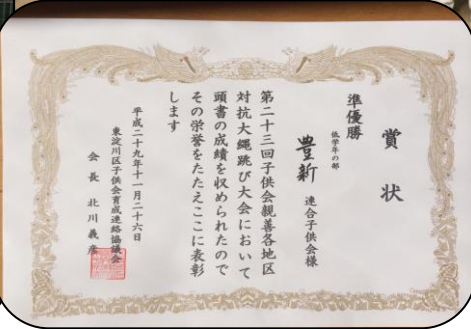 賞状
準優勝
低学年の部
豊新 連合子供会様
第二十三回子供会親善各地区
対抗大縄跳び大会において
頭書の成績を収められたので
その栄誉をたたえここに表彰
します
平成二十九年十一月二十六日
東淀川区子供会育成連絡協議会
会長 北川義彦